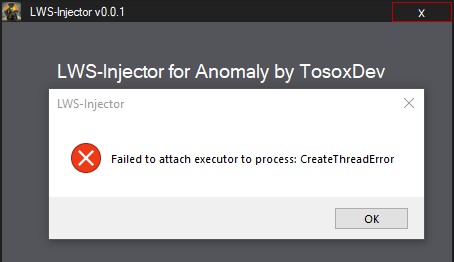 LWS-Injector v0.0.1
X
LWS-Injector for Anomaly by TosoxDev
LWS-Injector
Failed to attach executor to process: CreateThreadError
OK